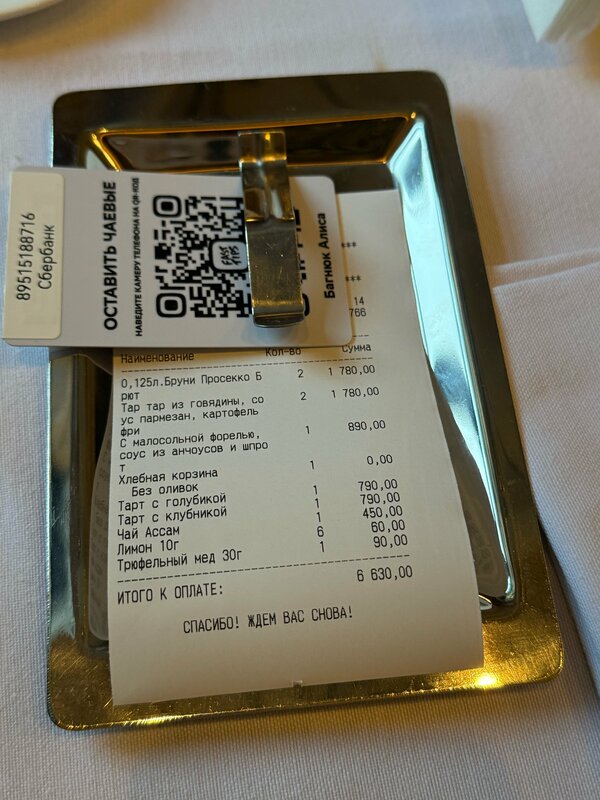 89515188716
Сбербанк
ОСТАВИТЬ ЧАЕВЫЕ
НАВЕДИТЕ КАМЕРУ ТЕЛЕФОНА НА QR-КОД
Багнюк Алиса
***
***
14
766
Наименование Кол-во Сумма
0,125л.Бруни Просекко Б 2 1 780,00
рют
Тар тар из говядины, со 2 1 780,00
ус пармезан, картофель
фри
С малосольной форелью, 1 890,00
соус из анчоусов и шпро
т
Хлебная корзина 1 0,00
Без оливок
Тарт с голубикой 1 790,00
Тарт с клубникой 1 790,00
Чай Ассам 1 450,00
Лимон 10г 6 60,00
Трюфельный мед 30г 1 90,00
ИТОГО К ОПЛАТЕ: 6 630,00
СПАСИБО! ЖДЕМ ВАС СНОВА!